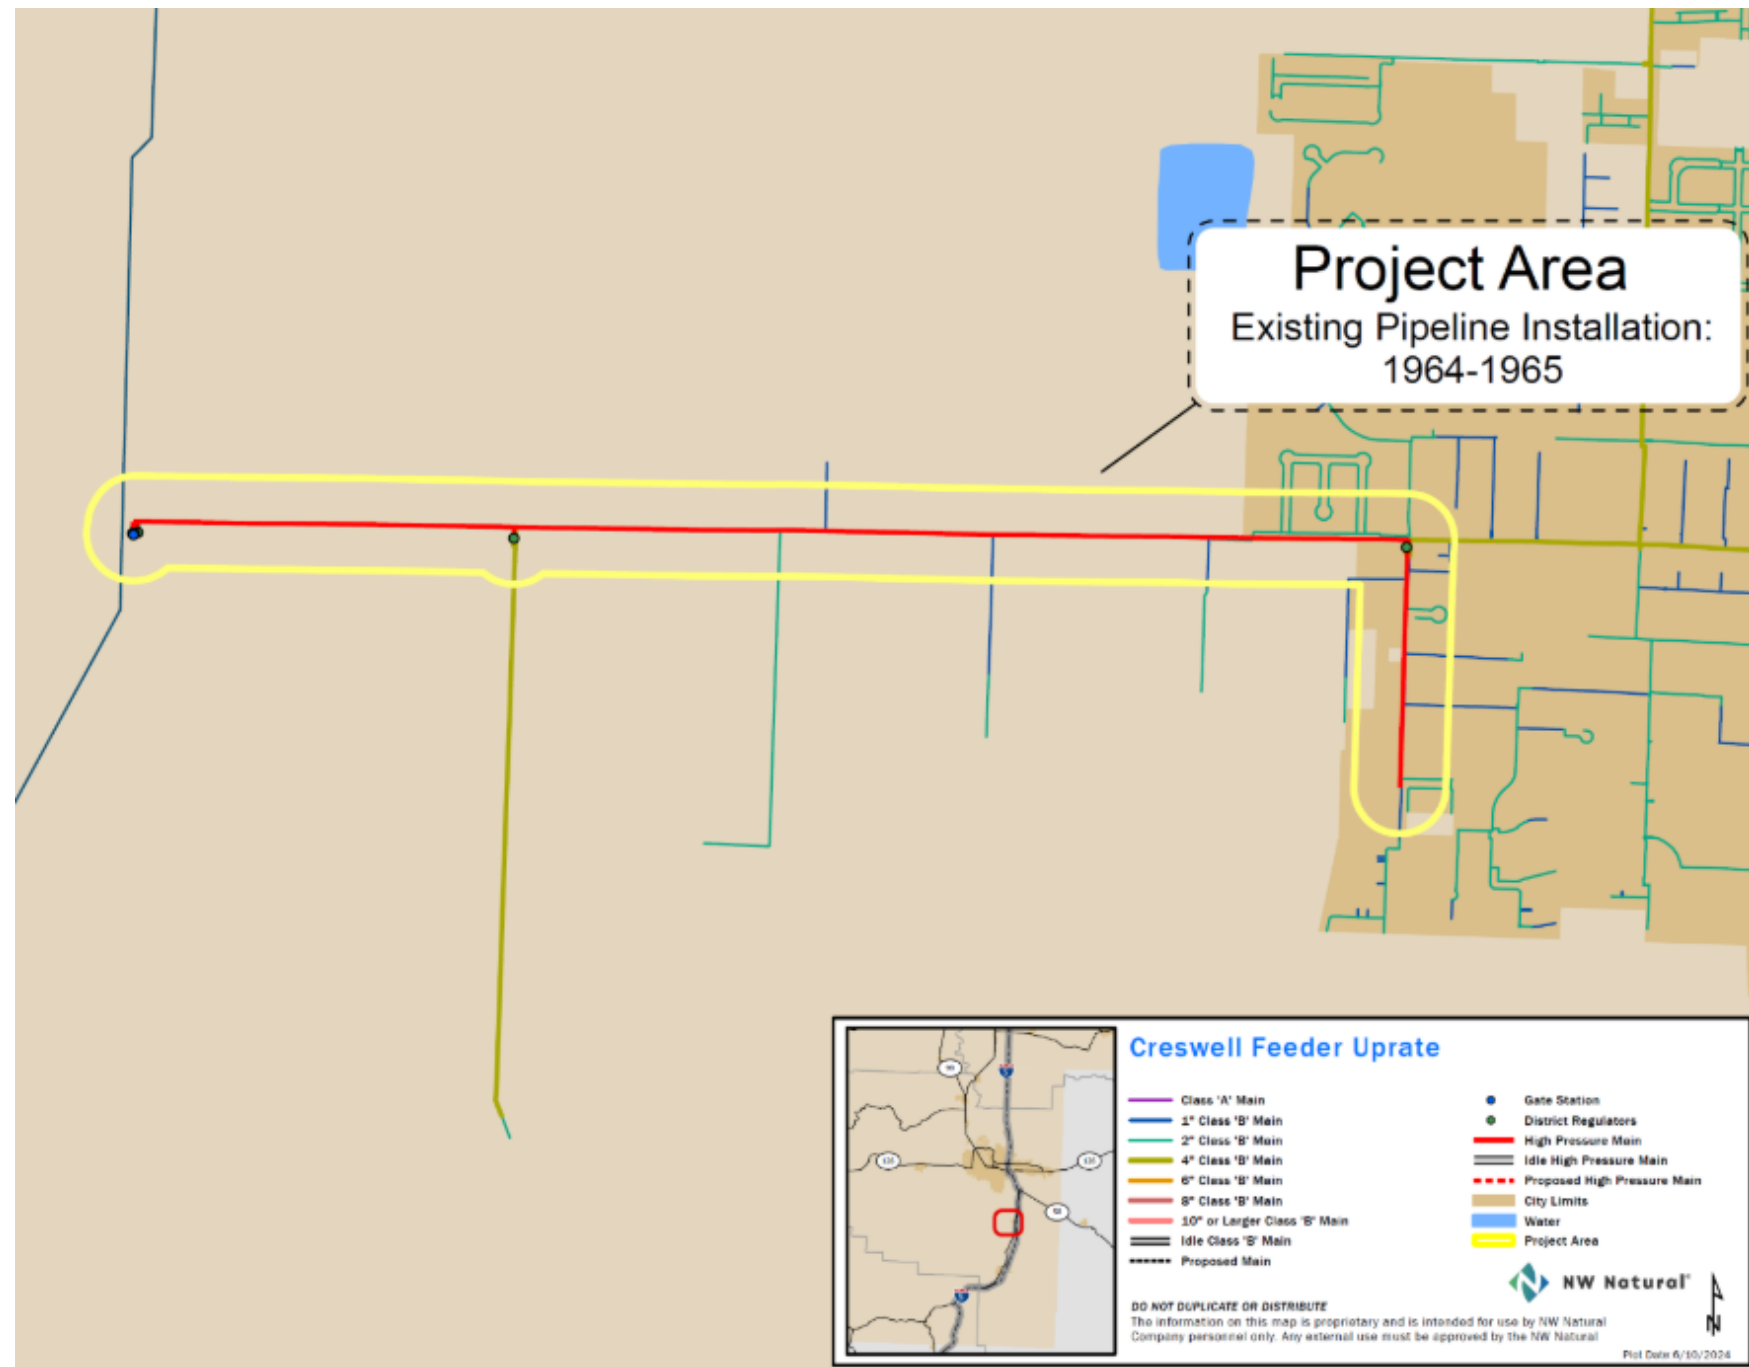 Project Area
Existing Pipeline Installation:
1964-1965
Creswell Feeder Uprate
Class 'A' Main
1" Class 'B' Main
2" Class 'B' Main
4" Class 'B' Main
6" Class 'B' Main
8" Class 'B' Main
10" or Larger Class 'B' Main
Idle Class 'B' Main
Proposed Main
Gate Station
District Regulators
High Pressure Main
Idle High Pressure Main
Proposed High Pressure Main
City Limits
Water
Project Area
NW Natural®
N
DO NOT DUPLICATE OR DISTRIBUTE
The information on this map is proprietary and is intended for use by NW Natural
Company personnel only. Any external use must be approved by the NW Natural
Plot Date 6/10/2024